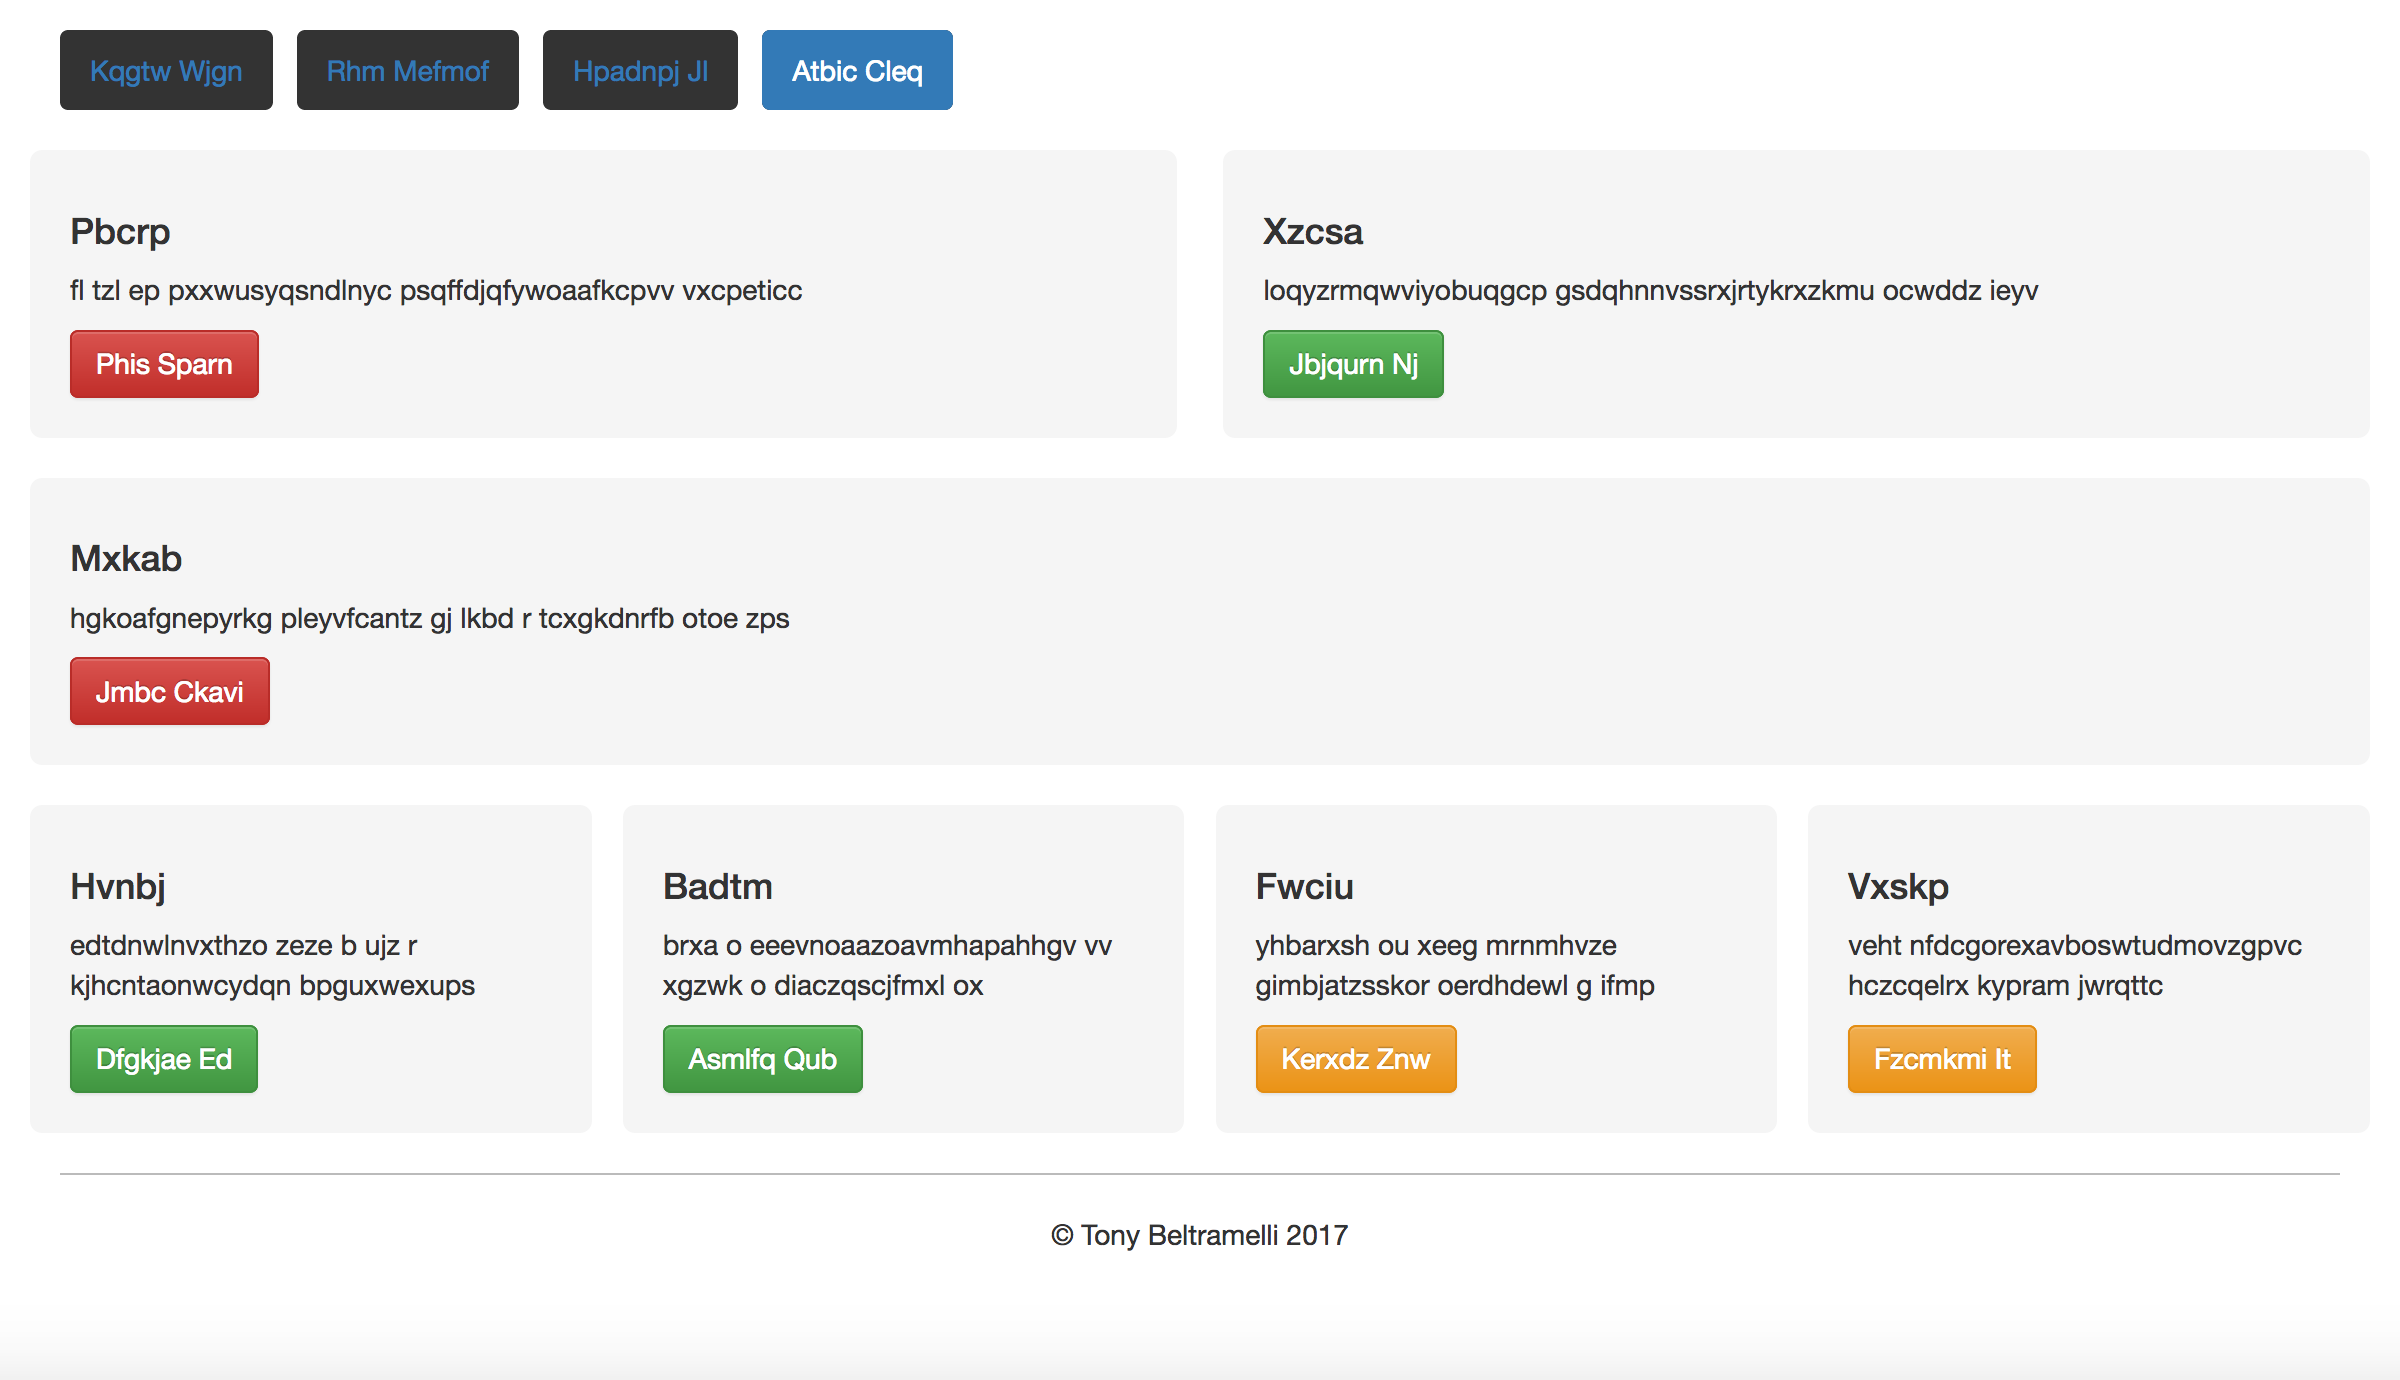 Kqgtw Wjgn Rhm Mefmof Hpadnpj Jl Atbic Cleq
Pbcrp
fl tzl ep pxxwusyqsndlnyc psqffdjqfywoaafkcpvv vxcpeticc
Phis Sparn
Xzcsa
loqyzrmqwviyobuqgcp gsdqhnnvssrxjrtykrxzkmu ocwddz ieyv
Jbjqurn Nj
Mxkab
hgkoafgnepyrkg pleyvfcantz gj lkbd r tcxgkdnrfb otoe zps
Jmbc Ckavi
Hvnbj
edtdnwlnvxthzo zeze b ujz r
kjhcntaonwcydqn bpguxwexups
Dfgkjae Ed
Badtm
brxa o eeevnoaazoavmhapahhgv vv
xgzwk o diaczqscjfmxl ox
Asmlfq Qub
Fwciu
yhbarxsh ou xeeg mrnmhvze
gimbjatzsskor oerdhdewl g ifmp
Kerxdz Znw
Vxskp
veht nfdcgorexavboswtudmovzgpvc
hczcqelrx kypram jwrqttc
Fzcmkmi It
© Tony Beltramelli 2017